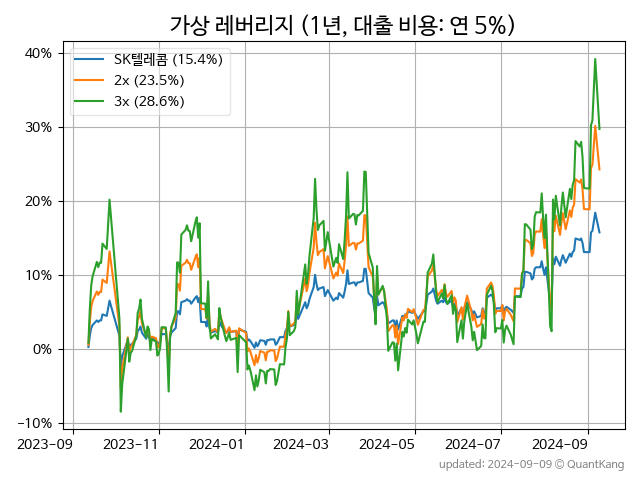 가상 레버리지 (1년, 대출 비용: 연 5%)
SK텔레콤 (15.4%)
2x (23.5%)
3x (28.6%)
40%
30%
20%
10%
0%
-10%
2023-09 2023-11 2024-01 2024-03 2024-05 2024-07 2024-09
updated: 2024-09-09 © QuantKang